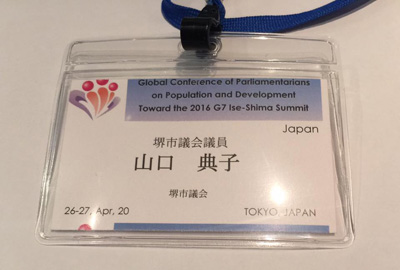 Global Conference of Parliamentarians
on Population and Development
Toward the 2016 G7 Ise-Shima Summit
Japan
堺市議会議員
山口 典子
堺市議会
26-27, Apr, 20
TOKYO, JAPAN